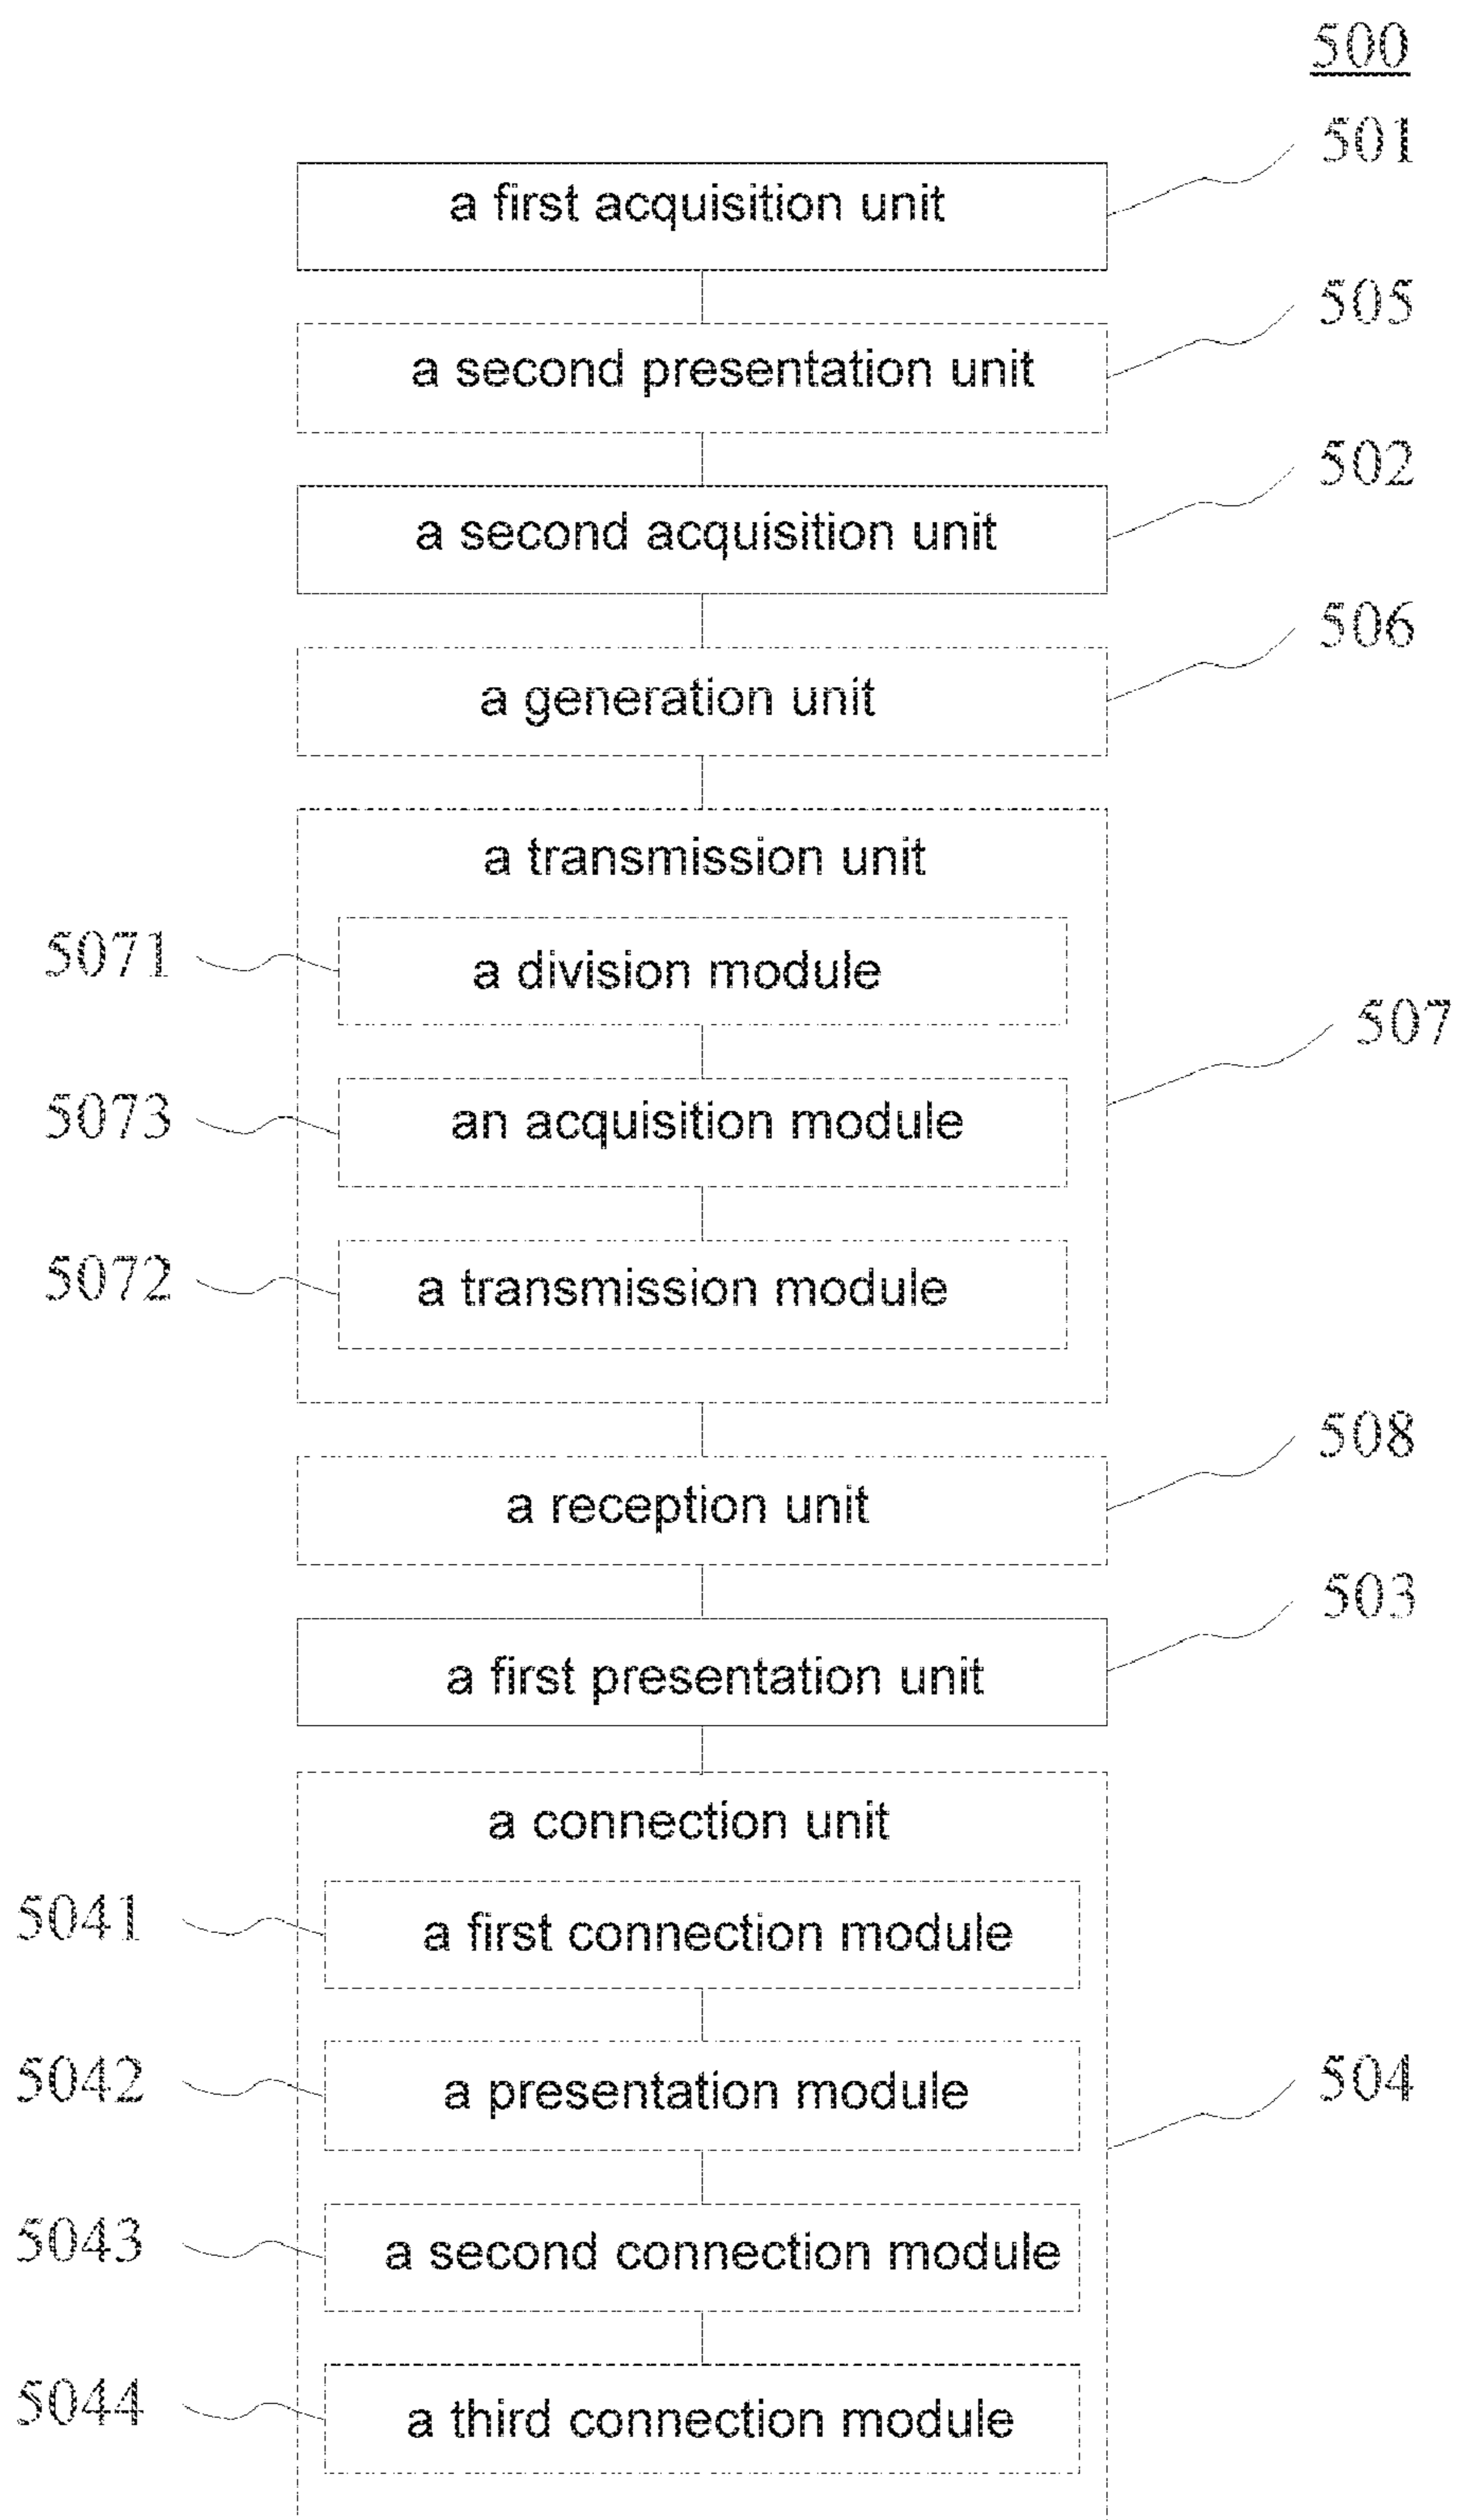 500
501
a first acquisition unit
505
a second presentation unit
502
a second acquisition unit
506
a generation unit
a transmission unit
5071
a division module
507
5073
an acquisition module
5072
a transmission module
508
a reception unit
503
a first presentation unit
a connection unit
5041
a first connection module
5042
a presentation module
504
5043
a second connection module
5044
a third connection module